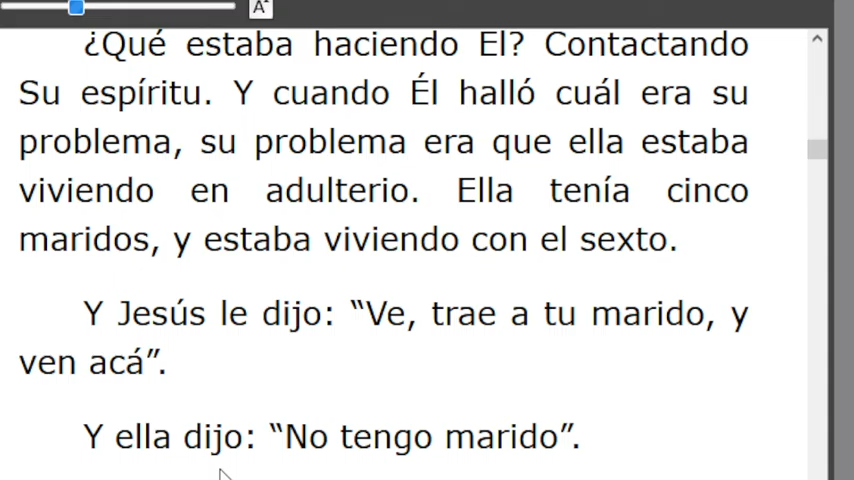 A
¿Qué estaba haciendo El? Contactando
Su espíritu. Y cuando Él halló cuál era su
problema, su problema era que ella estaba
viviendo en adulterio. Ella tenía cinco
maridos, y estaba viviendo con el sexto.
Y Jesús le dijo: “Ve, trae a tu marido, y
ven acá”.
Y ella dijo: “No tengo marido”.